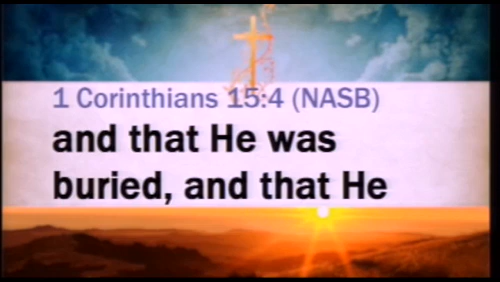 1 Corinthians 15:4 (NASB)
and that He was
buried, and that He